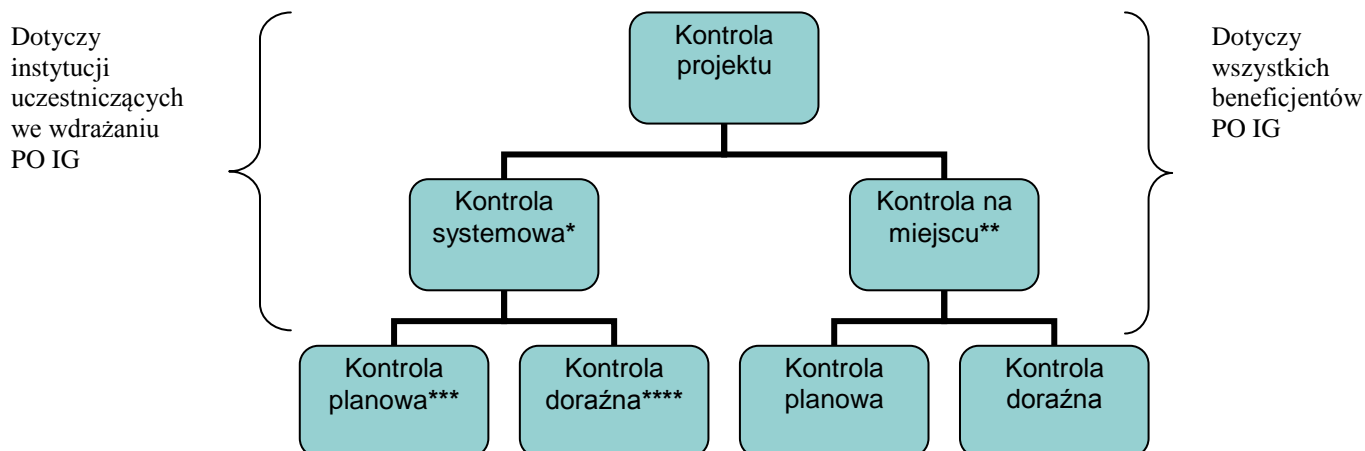 Dotyczy
instytucji
uczestniczących
we wdrażaniu
PO IG
Kontrola
projektu
Dotyczy
wszystkich
beneficjentów
PO IG
Kontrola
systemowa*
Kontrola na
miejscu**
Kontrola
planowa***
Kontrola
doraźna****
Kontrola
planowa
Kontrola
doraźna